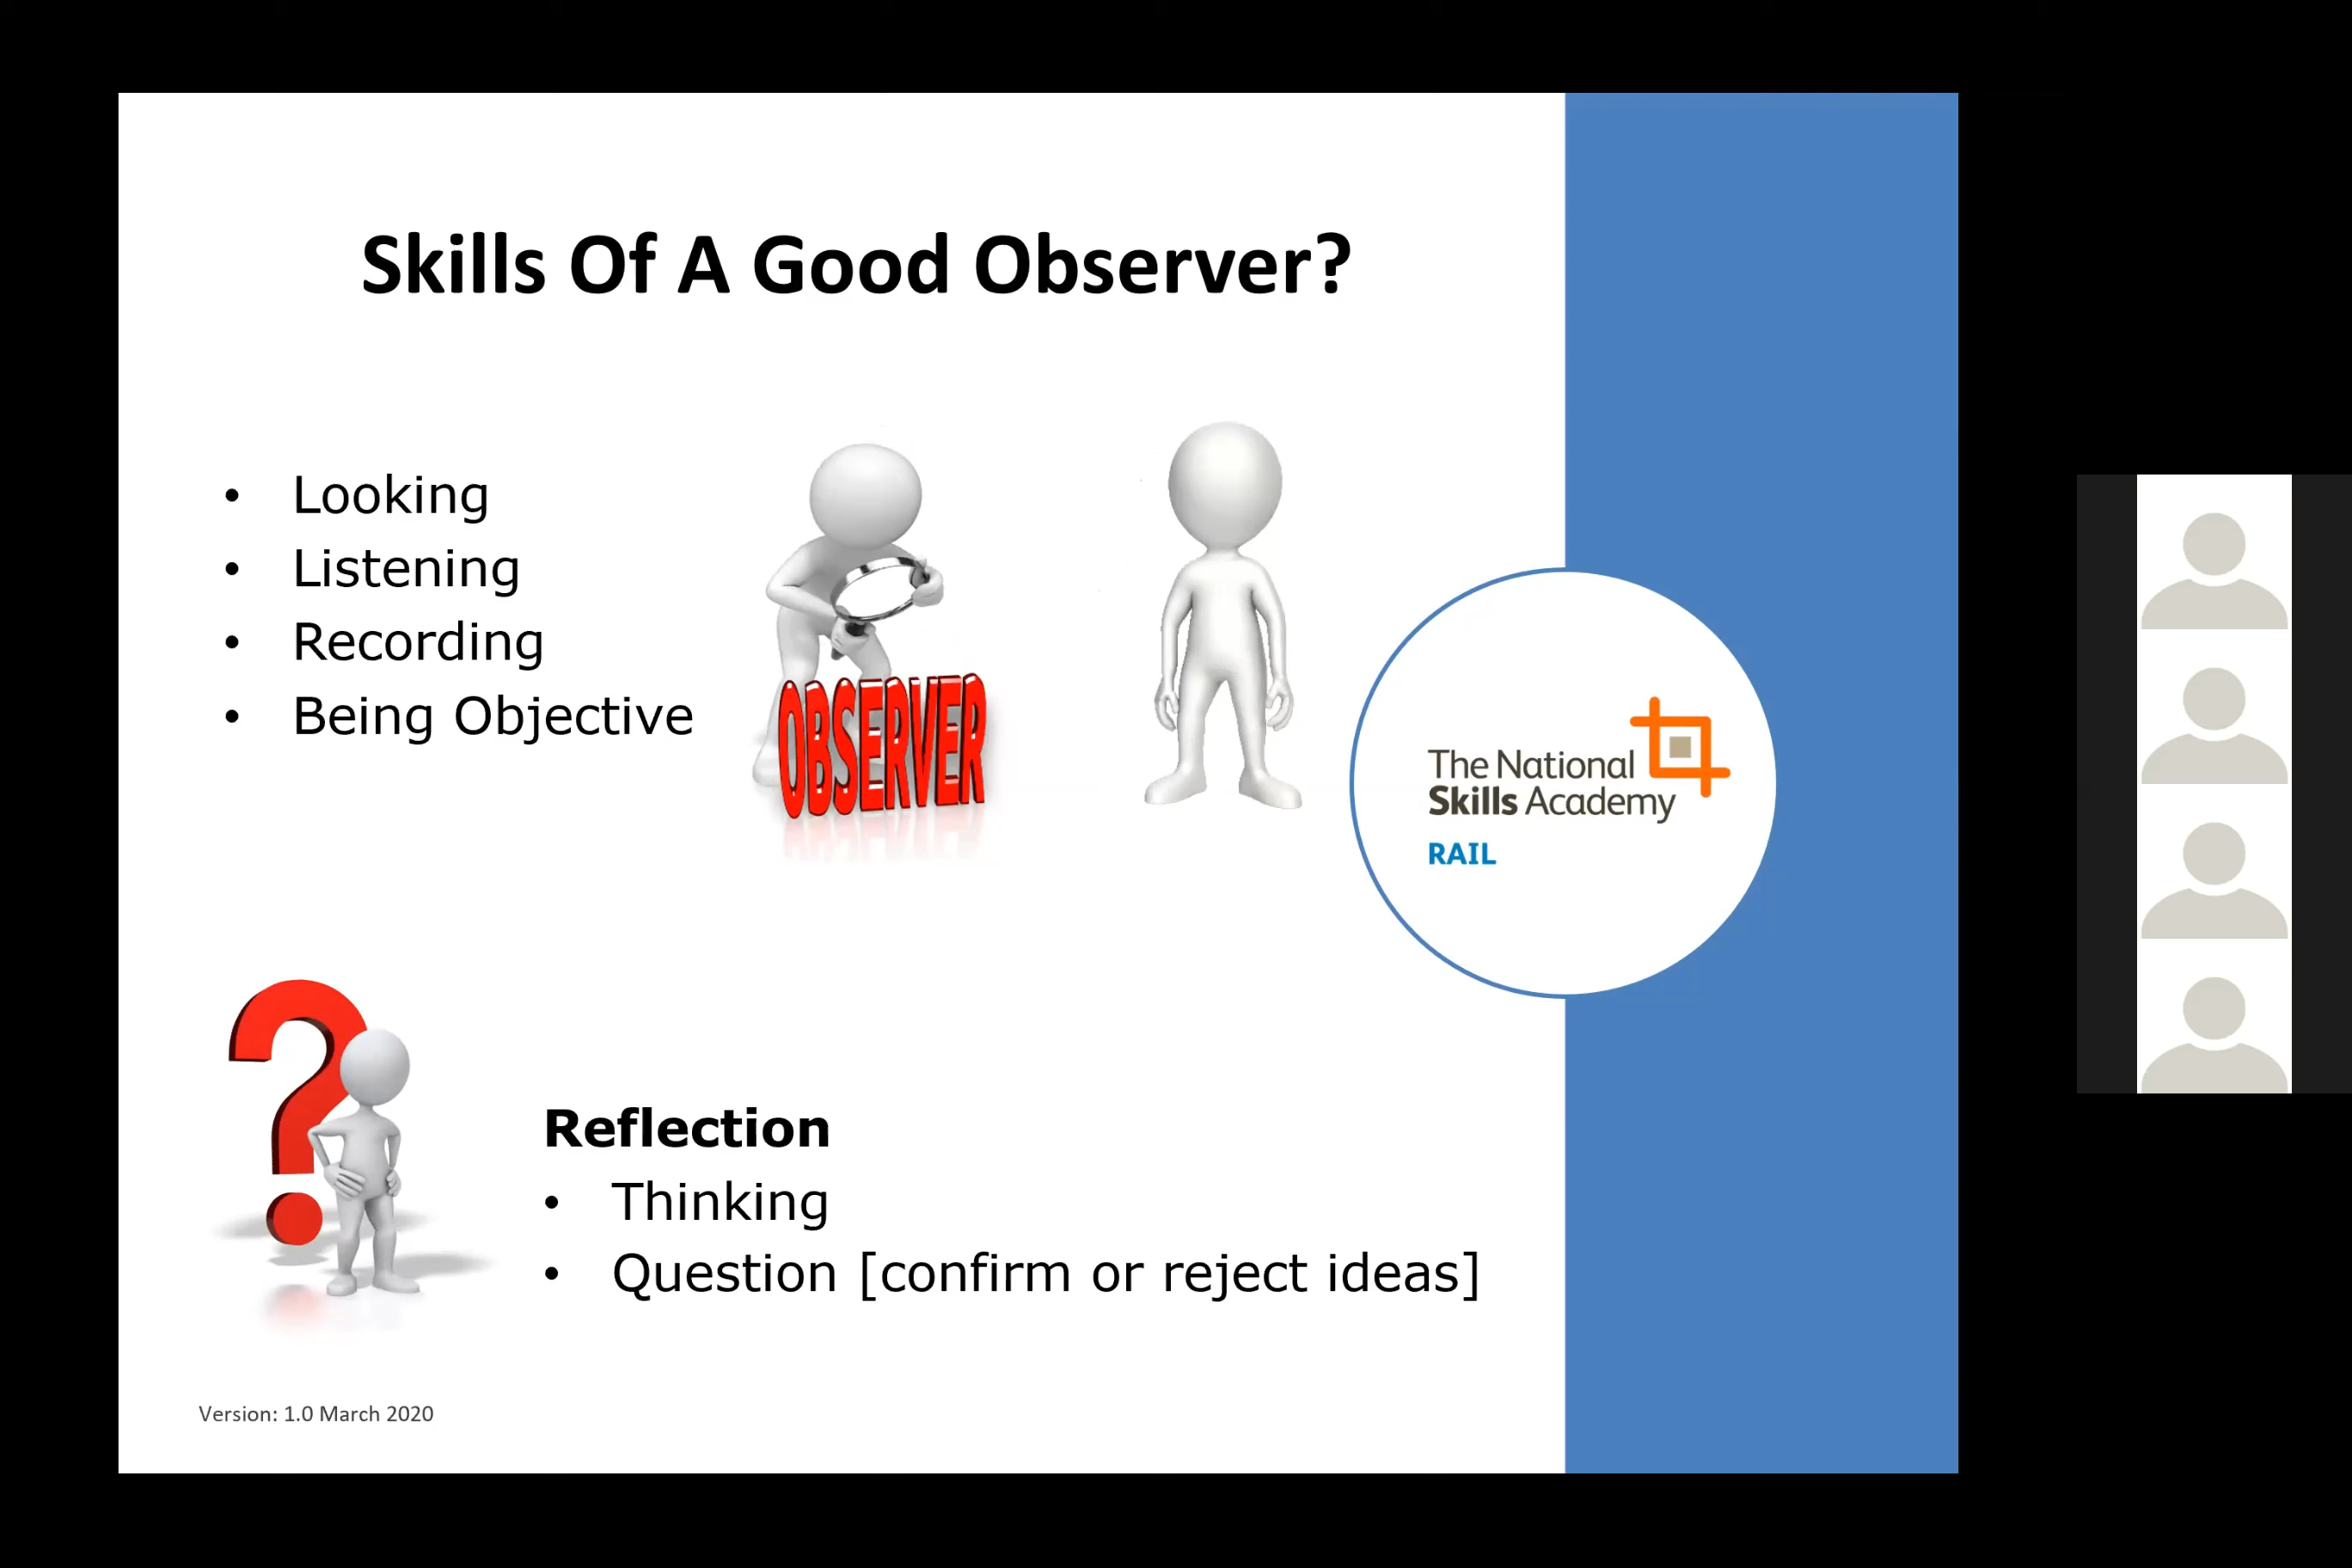 Skills Of A Good Observer?
• Looking
• Listening
• Recording
• Being Objective
OBSERVER
The National
Skills Academy
RAIL
Reflection
• Thinking
• Question [confirm or reject ideas]
Version: 1.0 March 2020